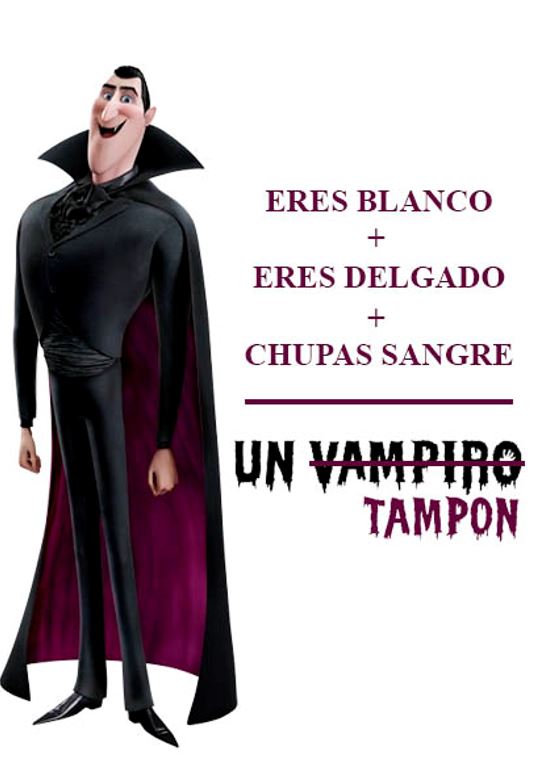 ERES BLANCO
+
ERES DELGADO
+
CHUPAS SANGRE
UN VAMPIRO
TAMPON